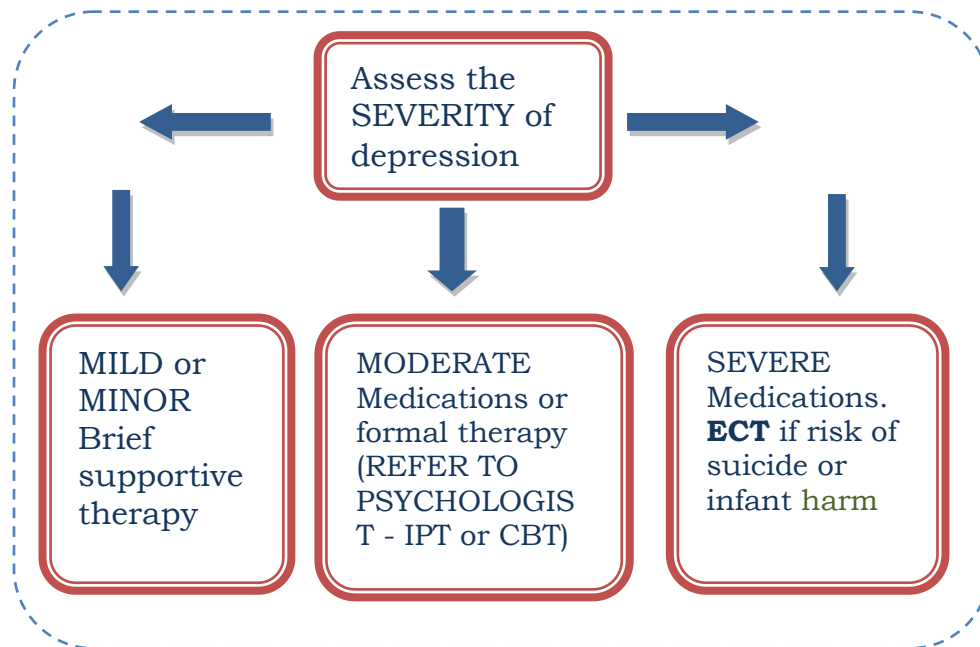 Assess the
SEVERITY of
depression
MILD or
MINOR
Brief
supportive
therapy
MODERATE
Medications or
formal therapy
(REFER TO
PSYCHOLOGIS
T - IPT or CBT)
SEVERE
Medications.
ECT if risk of
suicide or
infant harm